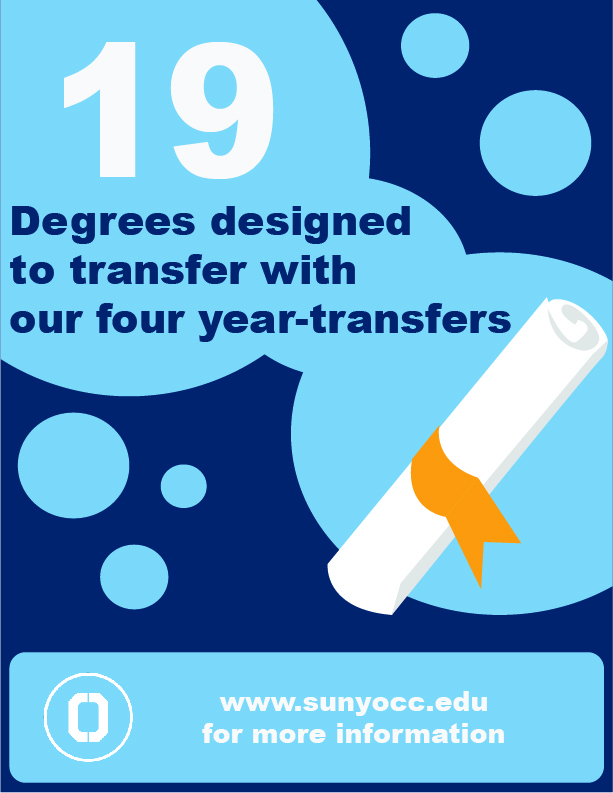 19
Degrees designed
to transfer with
our four year-transfers
O
www.sunyocc.edu
for more information